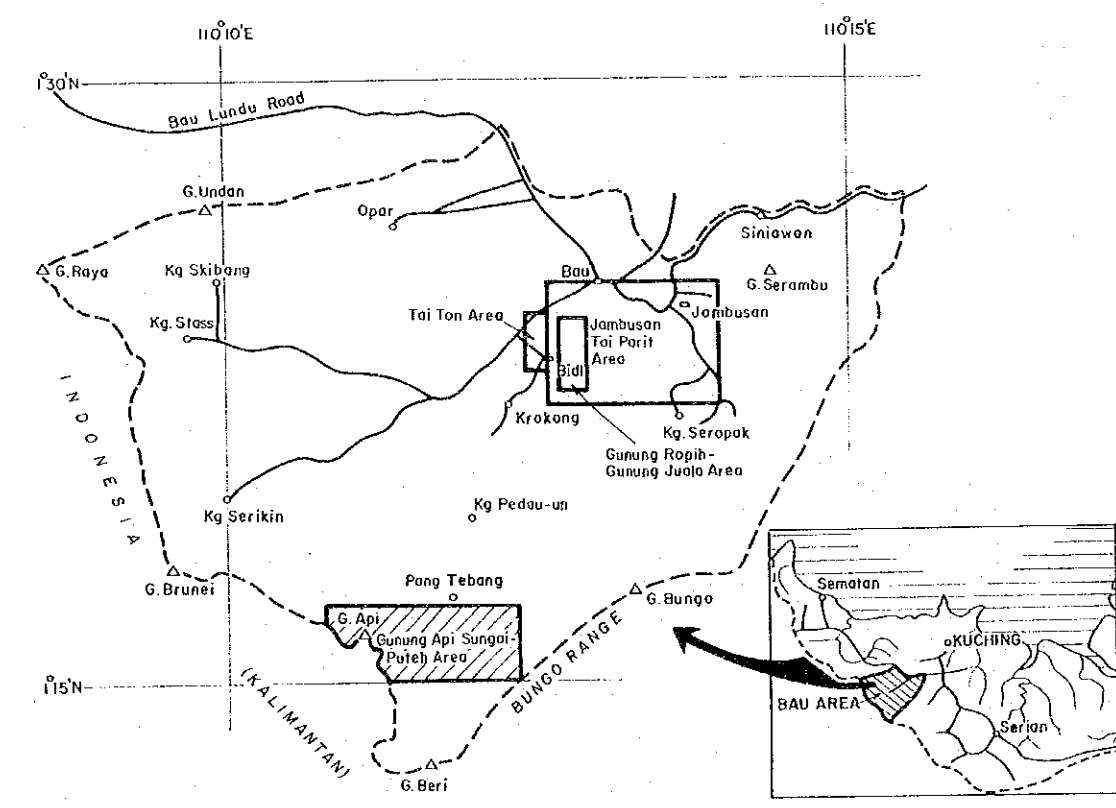 110°10'E
110°15'E
1°30'N
Bau Lundu Road
G.Undan
Opar
Siniawan
G.Raya
Kg Skibang
Bau
G.Serambu
Jambusan
Tai Ton Area
Kg.Stass
Jambusan
Tai Parit
Area
Bidi
Krokong
Kg.Seropak
INDONESIA
Gunung Ropih-
Gunung Juala Area
Kg Serikin
Kg Pedau-un
Pang Tebang
G.Brunei
G.Bungo
G.Api
Gunung Api Sungai-
Puteh Area
BUNGO RANGE
1°15'N
(KALIMANTAN)
G.Beri
Sematan
KUCHING
BAU AREA
Serian